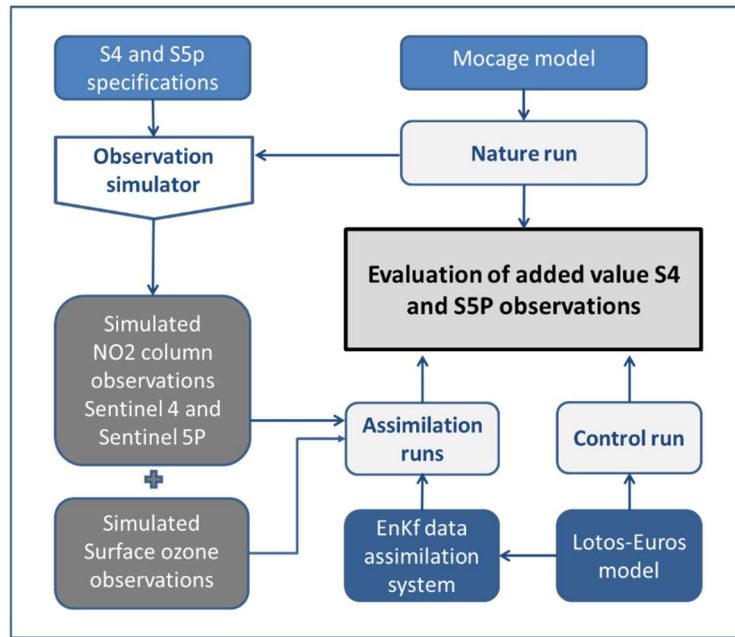 S4 and S5p
specifications
Mocage model
Observation
simulator
Nature run
Evaluation of added value S4
and S5P observations
Simulated
NO2 column
observations
Sentinel 4 and
Sentinel 5P
Assimilation
runs
Control run
+
Simulated
Surface ozone
observations
EnKf data
assimilation
system
Lotos-Euros
model